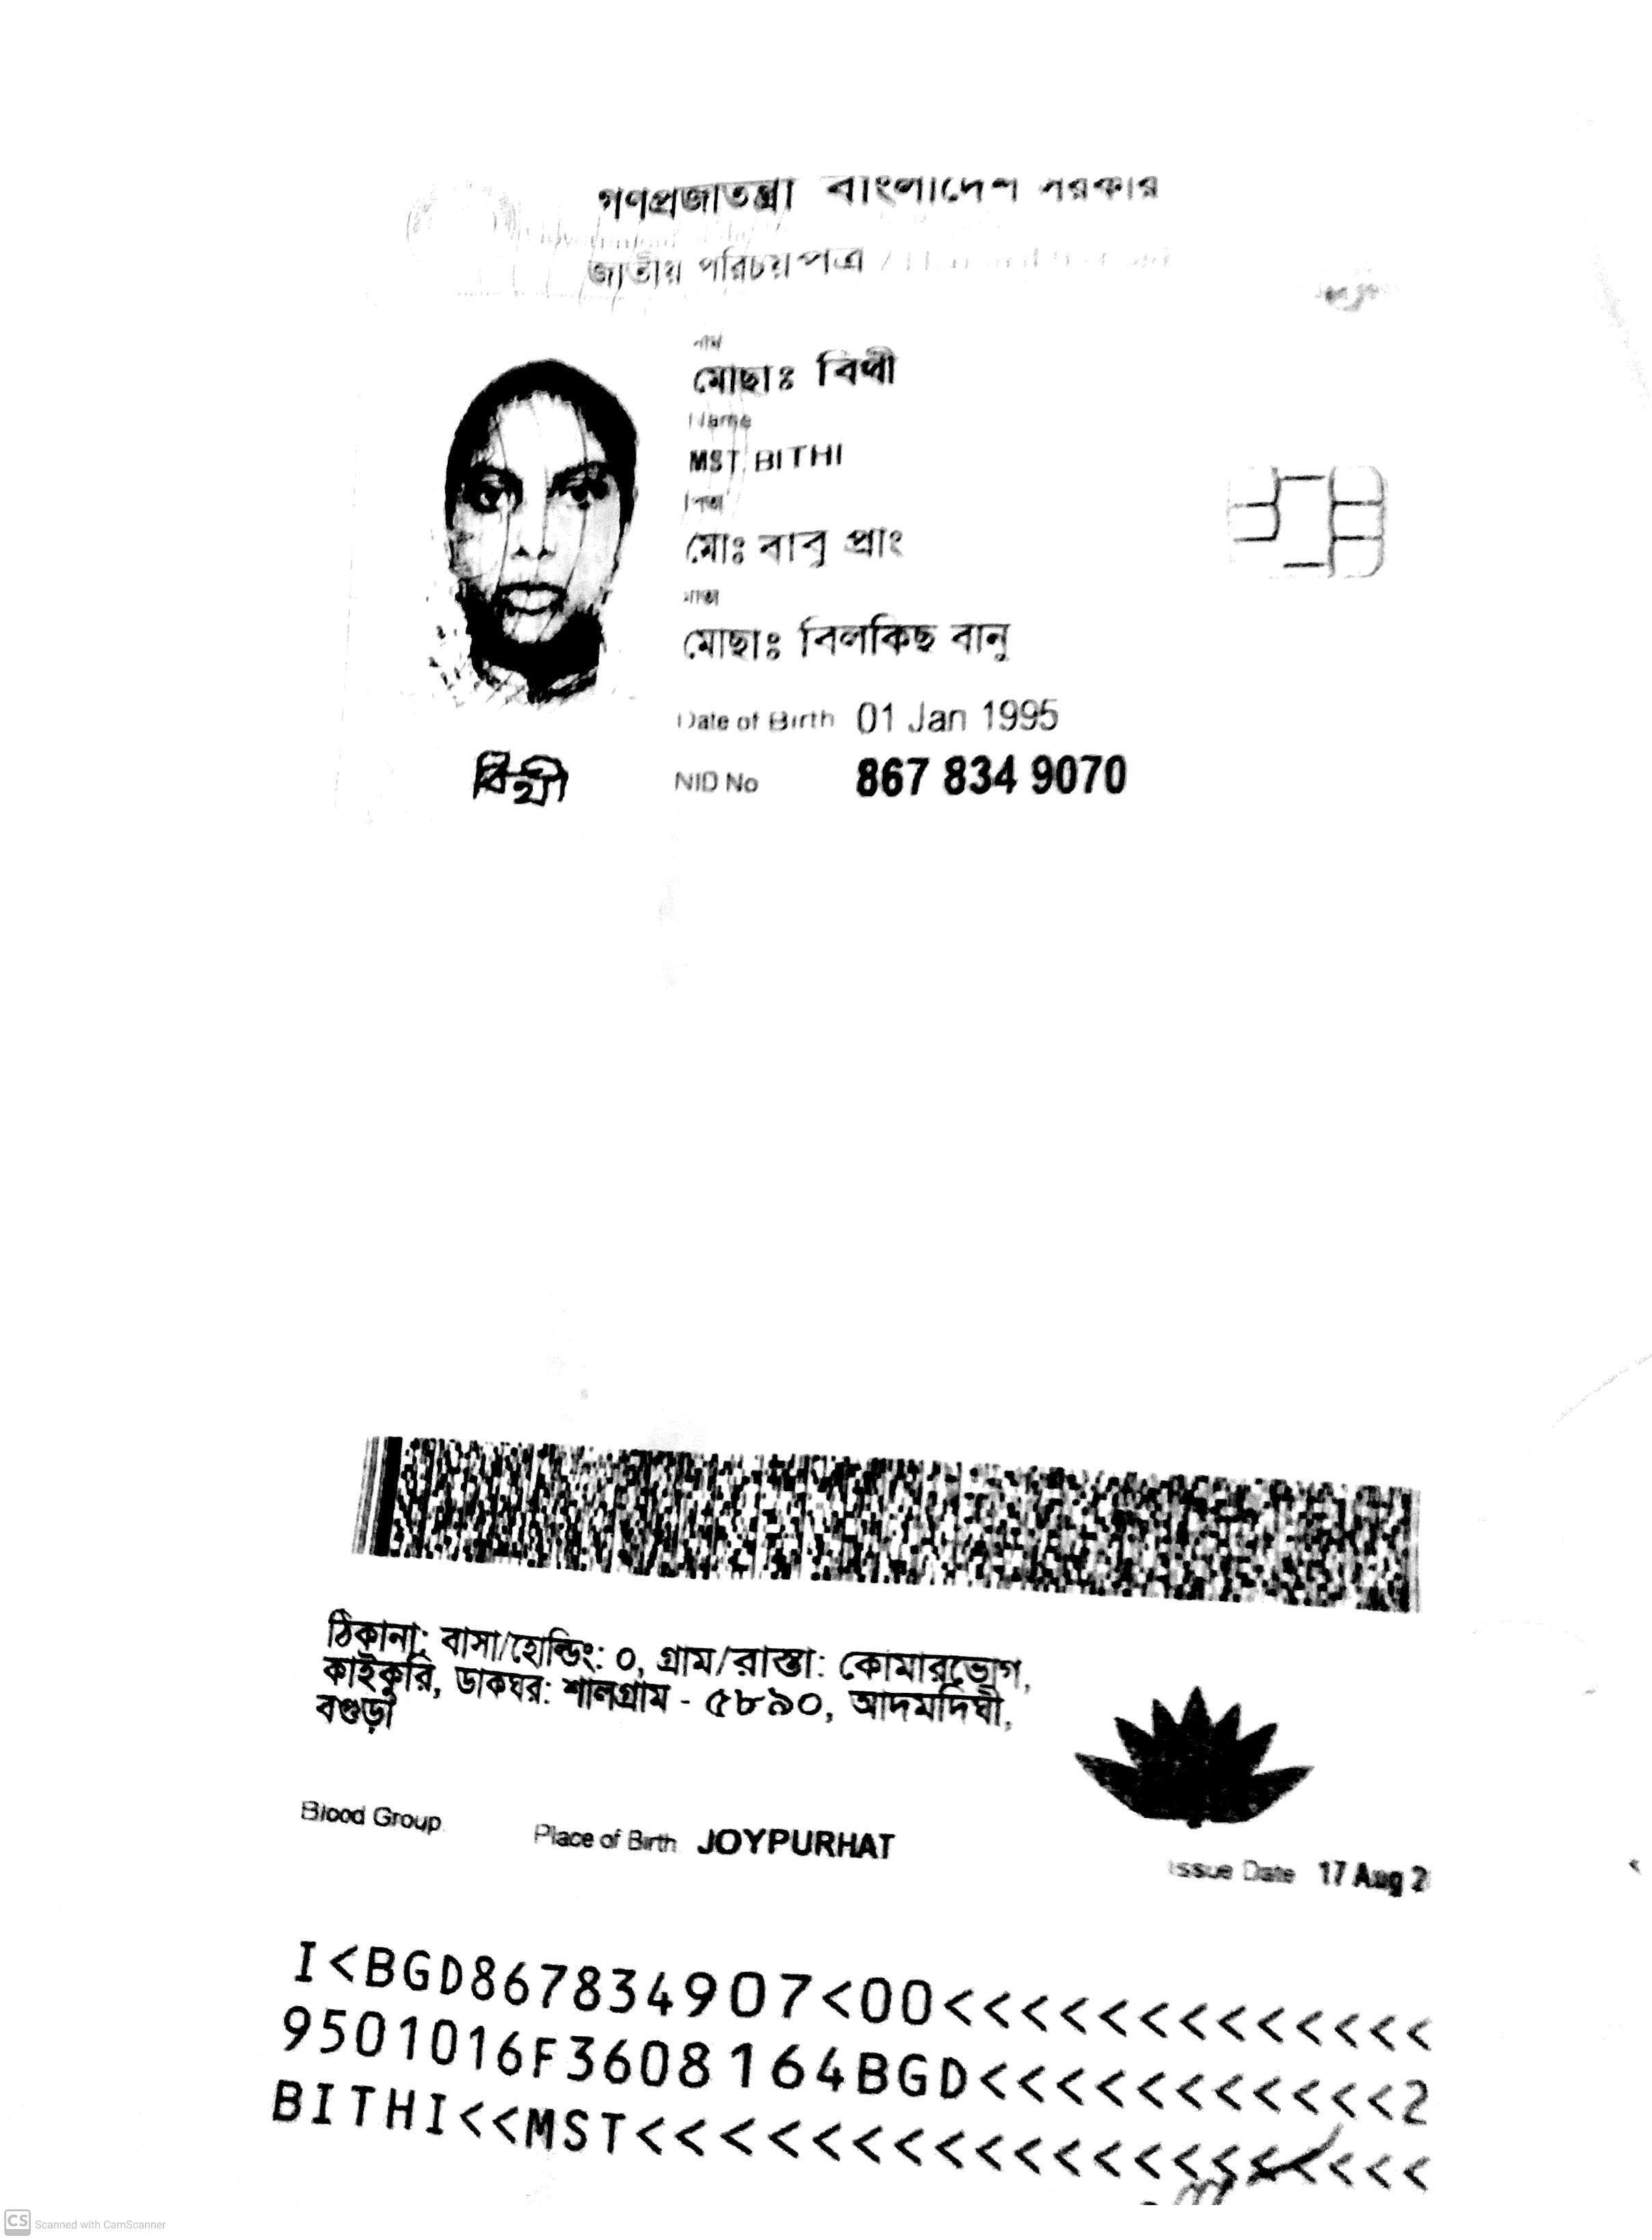 গণপ্রজাতন্ত্রী বাংলাদেশ সরকার
জাতীয় পরিচয়পত্র
নাম
মোছাঃ বিথী
Name
MST BITHI
পিতা
মোঃ বাবু প্রাং
মাতা
মোছাঃ বিলকিছ বানু
Date of Birth 01 Jan 1995
NID No 867 834 9070
বিথী
ঠিকানা: বাসা/হোল্ডিং: ০, গ্রাম/রাস্তা: কোমারভোগ,
কাইকুরি, ডাকঘর: শালগ্রাম - ৫৮৯০, আদমদিঘী,
বগুড়া
Blood Group Place of Birth JOYPURHAT
Issue Date 17 Aug 2
I<BGD867834907<00<<<<<<<<<<<<<
9501016F3608164BGD<<<<<<<<<<<2
BITHI<<MST<<<<<<<<<<<<<<<<<<<<
CS Scanned with CamScanner